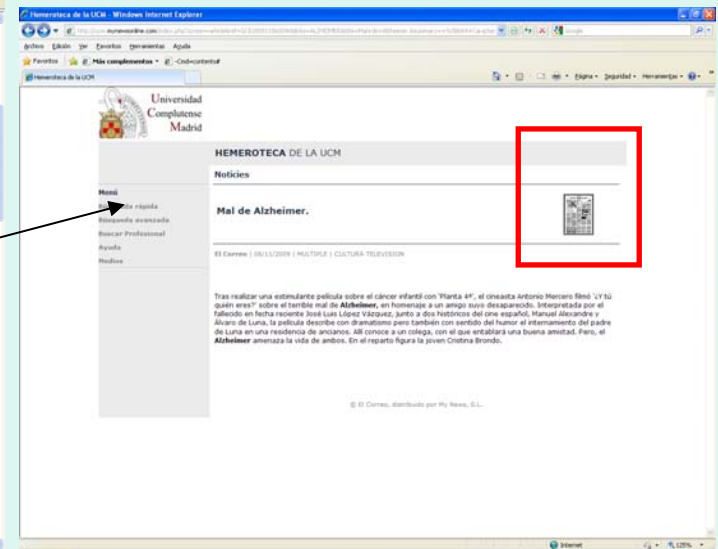 Hemeroteca de la UCM - Windows Internet Explorer
Google
Archivo Edición Ver Favoritos Herramientas Ayuda
Favoritos Más complementos
Hemeroteca de la UCM
Página Seguridad Herramientas
Universidad
Complutense
Madrid
HEMEROTECA DE LA UCM
Notícies
Menú
rápida
Búsqueda avanzada
Buscar Profesional
Ayuda
Medios
Mal de Alzheimer.
El Correo | 08/11/2009 | MULTIPLE | CULTURA TELEVISION
Tras realizar una estimulante película sobre el cáncer infantil con 'Planta 4ª', el cineasta Antonio Mercero filmó '¿Y tú
quién eres?' sobre el terrible mal de Alzheimer, en homenaje a un amigo suyo desaparecido. Interpretada por el
fallecido en fecha reciente José Luis López Vázquez, junto a dos históricos del cine español, Manuel Alexandre y
Álvaro de Luna, la película describe con dramatismo pero también con sentido del humor el internamiento del padre
de Luna en una residencia de ancianos. Allí conoce a un colega, con el que entablará una buena amistad. Pero, el
Alzheimer amenaza la vida de ambos. En el reparto figura la joven Cristina Brondo.
© El Correo, distribuido por My News, S.L.
Internet
125%